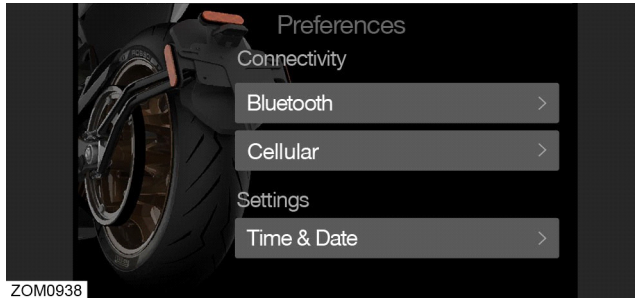 Preferences
Connectivity
Bluetooth
Cellular
Settings
Time & Date
ZOM0938